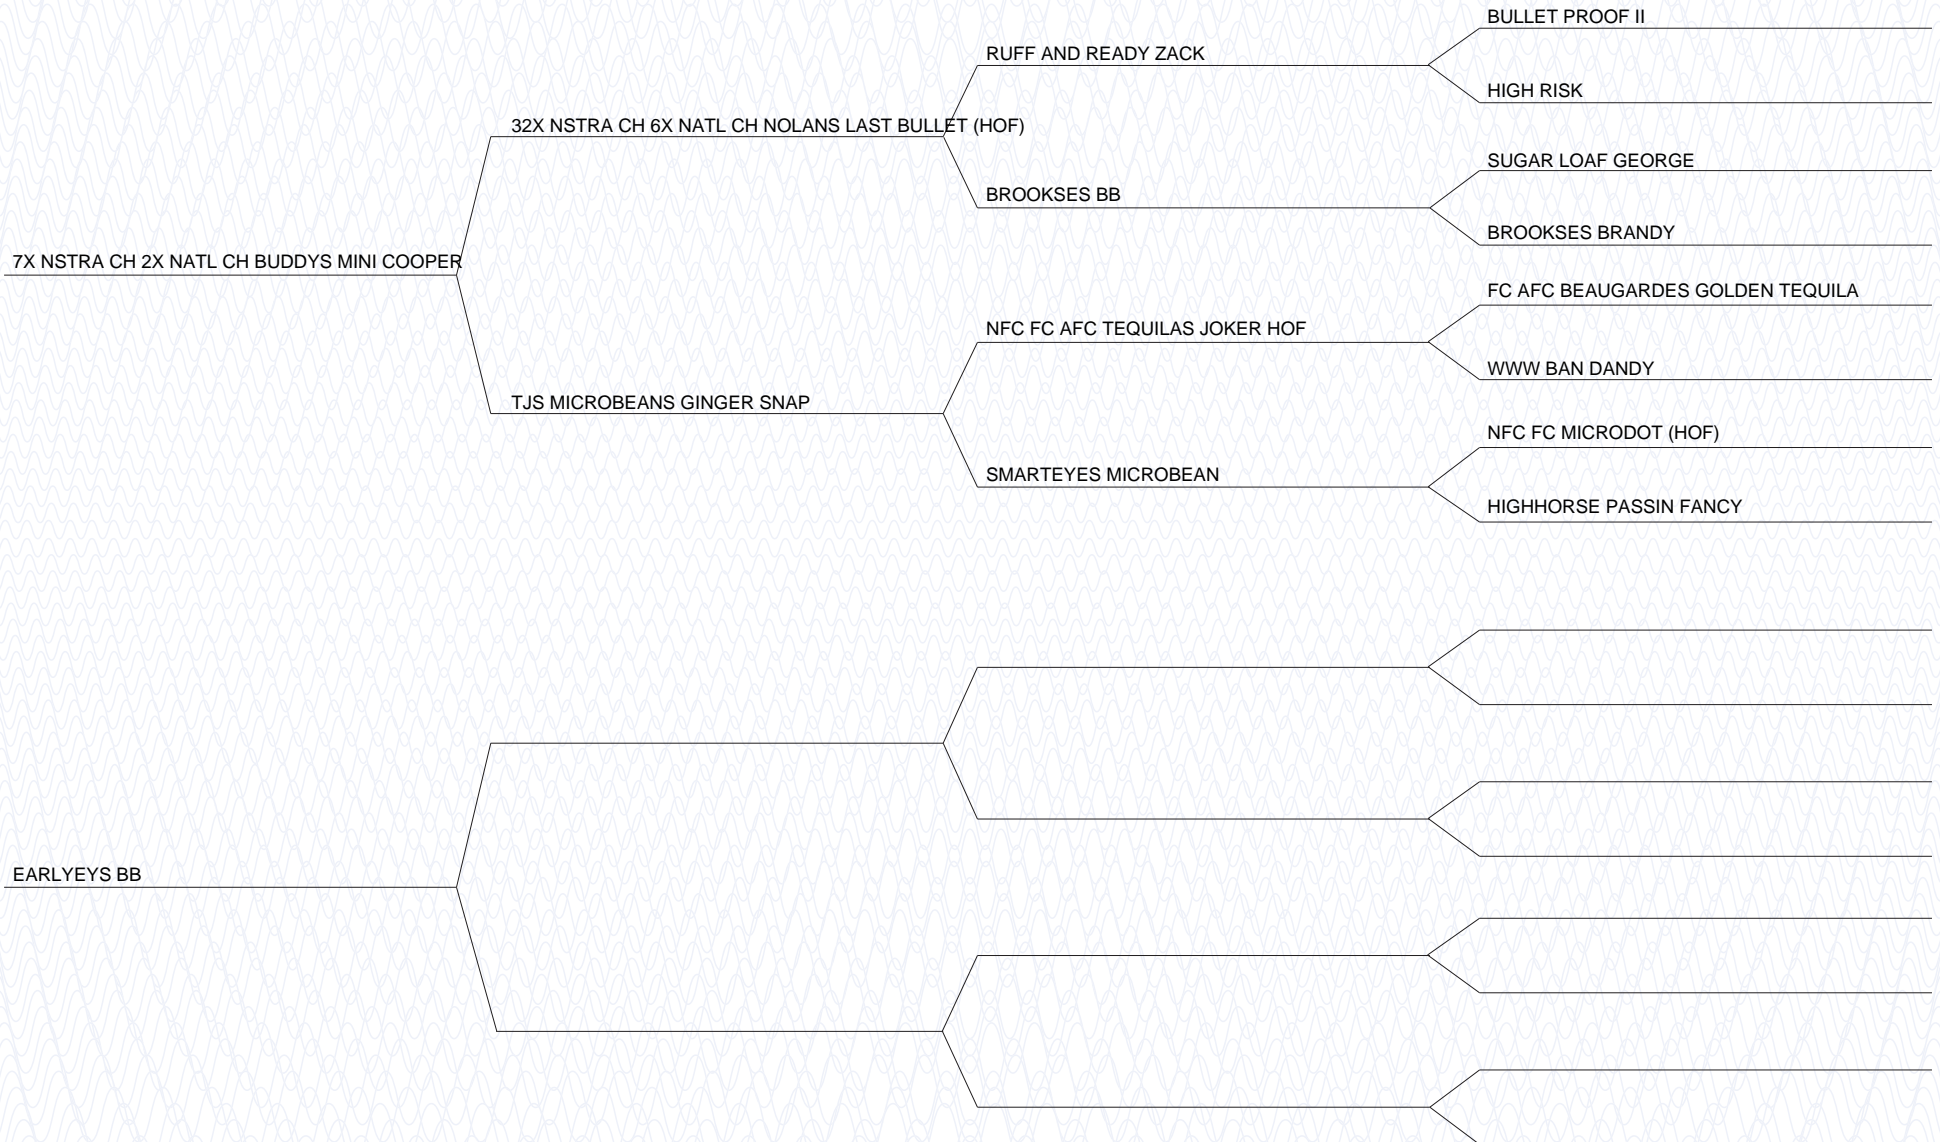 BULLET PROOF II
RUFF AND READY ZACK
HIGH RISK
32X NSTRA CH 6X NATL CH NOLANS LAST BULLET (HOF)
SUGAR LOAF GEORGE
BROOKSES BB
BROOKSES BRANDY
7X NSTRA CH 2X NATL CH BUDDYS MINI COOPER
FC AFC BEAUGARDES GOLDEN TEQUILA
NFC FC AFC TEQUILAS JOKER HOF
WWW BAN DANDY
TJS MICROBEANS GINGER SNAP
NFC FC MICRODOT (HOF)
SMARTEYES MICROBEAN
HIGHHORSE PASSIN FANCY
EARLYEYS BB